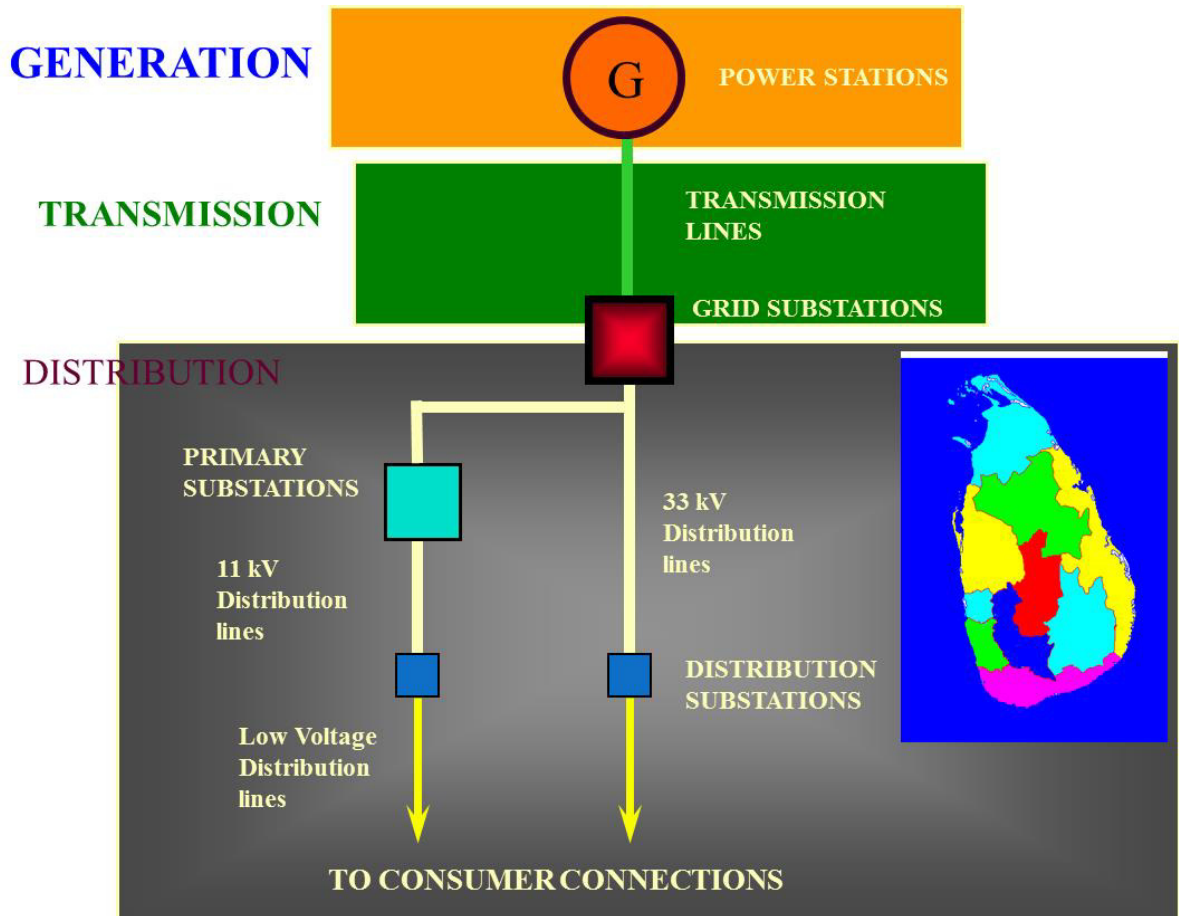 GENERATION
G
POWER STATIONS
TRANSMISSION
TRANSMISSION
LINES
GRID SUBSTATIONS
DISTRIBUTION
PRIMARY
SUBSTATIONS
33 kV
Distribution
lines
11 kV
Distribution
lines
DISTRIBUTION
SUBSTATIONS
Low Voltage
Distribution
lines
TO CONSUMER CONNECTIONS